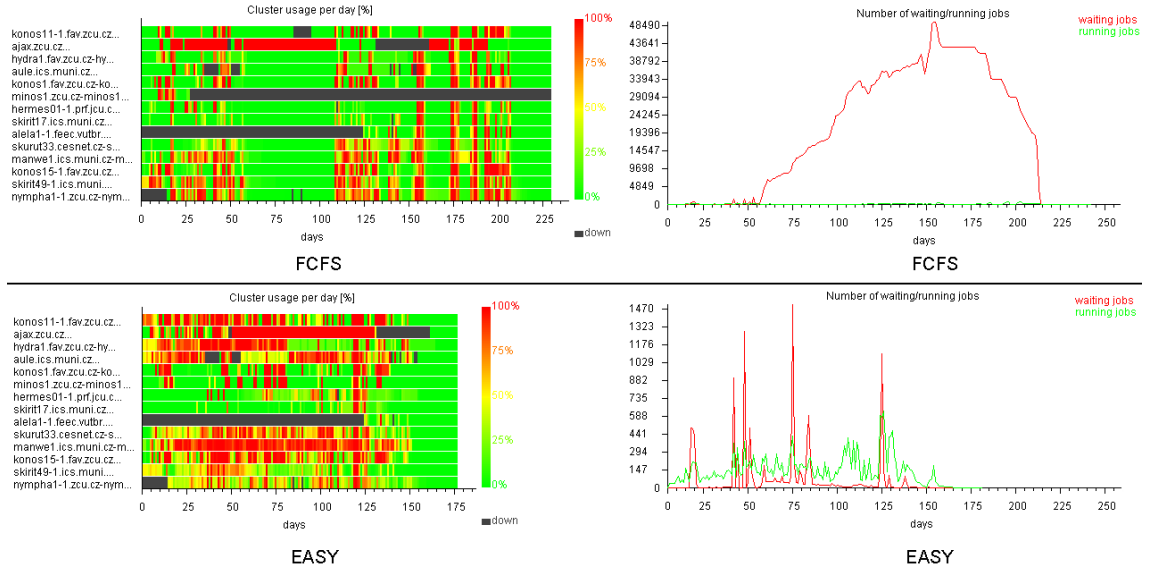 Cluster usage per day [%]
konos11-1.fav.zcu.cz...
ajax.zcu.cz...
hydra1.fav.zcu.cz-hy...
aule.ics.muni.cz...
konos1.fav.zcu.cz-ko...
minos1.zcu.cz-minos1...
hermes01-1.prf.jcu.c...
skirit17.ics.muni.cz...
alela1-1.feec.vutbr....
skurut33.cesnet.cz-s...
manwe1.ics.muni.cz-m...
konos15-1.fav.zcu.cz...
skirit49-1.ics.muni....
nympha1-1.zcu.cz-nym...
0 25 50 75 100 125 150 175 200 230
days
100%
75%
50%
25%
0%
down
FCFS
Number of waiting/running jobs
waiting jobs
running jobs
48490
43641
38792
33943
29094
24245
19396
14547
9698
4849
0
0 25 50 75 100 125 150 175 200 225 250
days
FCFS
Cluster usage per day [%]
konos11-1.fav.zcu.cz...
ajax.zcu.cz...
hydra1.fav.zcu.cz-hy...
aule.ics.muni.cz...
konos1.fav.zcu.cz-ko...
minos1.zcu.cz-minos1...
hermes01-1.prf.jcu.c...
skirit17.ics.muni.cz...
alela1-1.feec.vutbr....
skurut33.cesnet.cz-s...
manwe1.ics.muni.cz-m...
konos15-1.fav.zcu.cz...
skirit49-1.ics.muni....
nympha1-1.zcu.cz-nym...
0 25 50 75 100 125 150 175
days
100%
75%
50%
25%
0%
down
EASY
Number of waiting/running jobs
waiting jobs
running jobs
1470
1323
1176
1029
882
735
588
441
294
147
0
0 25 50 75 100 125 150 175 200 225 250
days
EASY